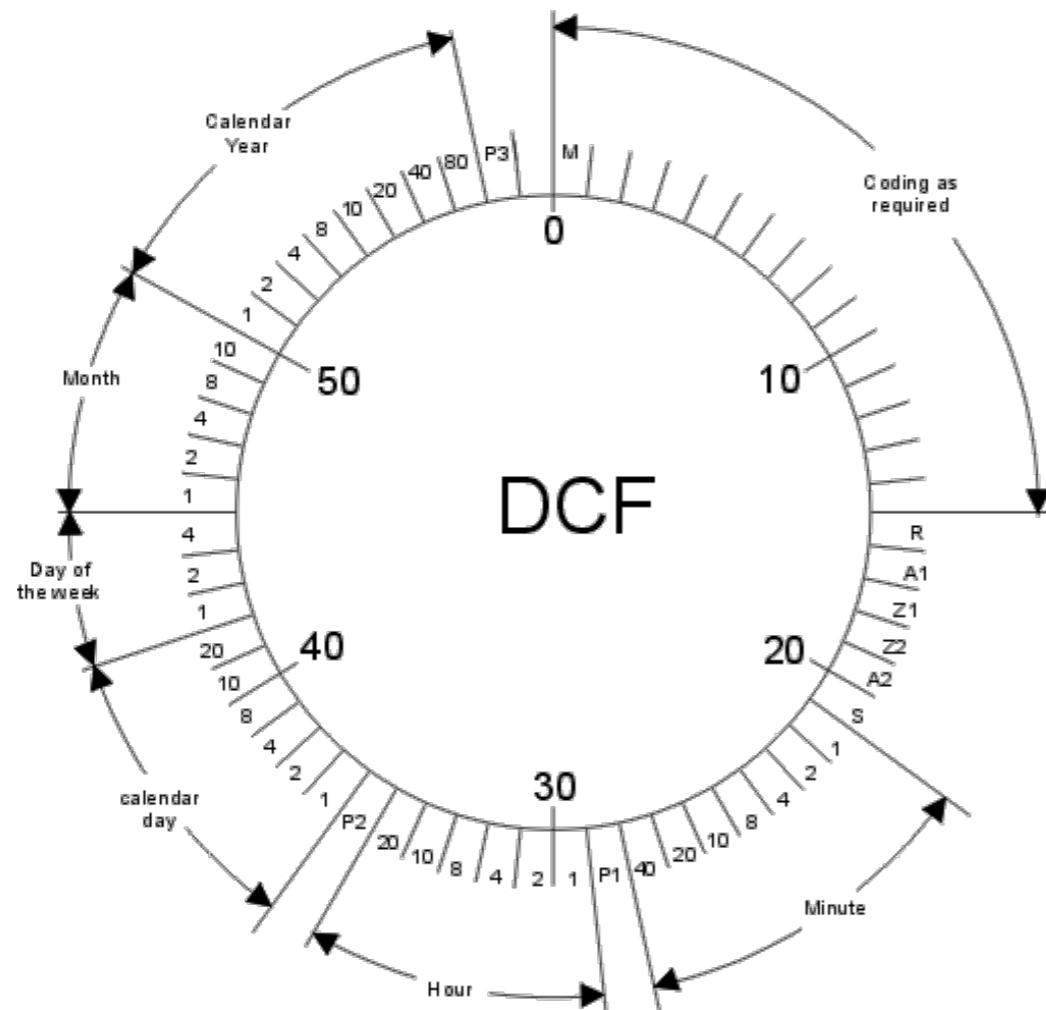 Calendar
Year
Coding as
required
Month
Day of
the week
calendar
day
Hour
Minute
DCF
0
10
20
30
40
50
M
R
A1
Z1
Z2
A2
S
1
2
4
8
10
20
40
P1
1
2
4
8
10
20
P2
1
2
4
8
10
20
1
2
4
1
2
4
8
10
1
2
4
8
10
20
40
80
P3